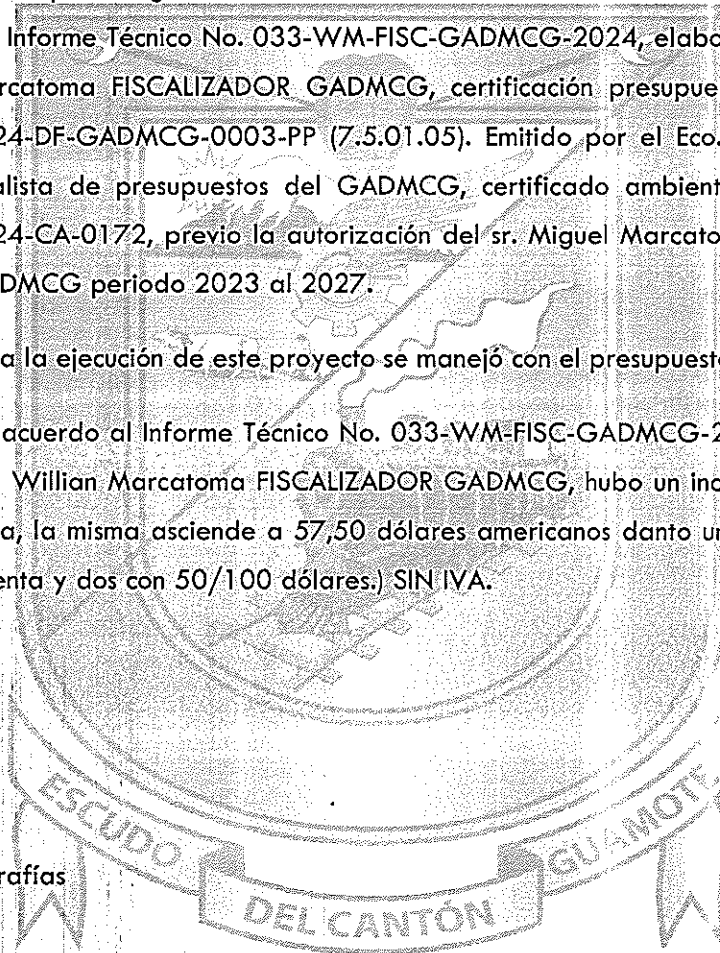 Informe Técnico No. 033-WM-FISC-GADMCG-2024, elabo
rcatoma FISCALIZADOR GADMCG, certificación presupue
24-DF-GADMCG-0003-PP (7.5.01.05). Emitido por el Eco.
alista de presupuestos del GADMCG, certificado ambient
24-CA-0172, previo la autorización del sr. Miguel Marcato
DMCG periodo 2023 al 2027.
a la ejecución de este proyecto se manejó con el presupuesto
acuerdo al Informe Técnico No. 033-WM-FISC-GADMCG-2
Willian Marcatoma FISCALIZADOR GADMCG, hubo un inc
a, la misma asciende a 57,50 dólares americanos danto un
enta y dos con 50/100 dólares.) SIN IVA.
rafías
ESCUDO
DEL CANTÓN
GUAMOTE